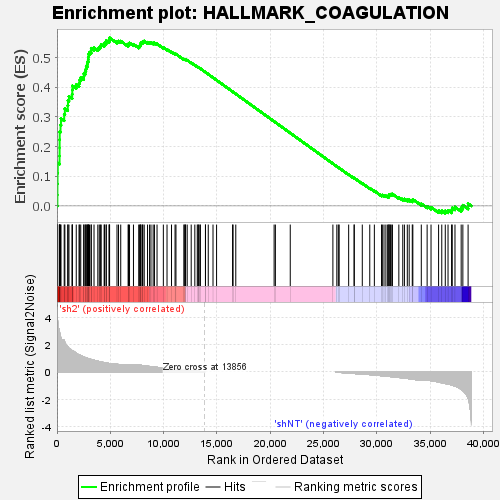 Enrichment plot: HALLMARK_COAGULATION
Enrichment score (ES)
0.5
0.4
0.3
0.2
0.1
0.0
Ranked list metric (Signal2Noise)
4
2
0
-2
-4
'sh2' (positively correlated)
Zero cross at 13856
'shNT' (negatively correlated)
0
5,000
10,000
15,000
20,000
25,000
30,000
35,000
40,000
Rank in Ordered Dataset
Enrichment profile
Hits
Ranking metric scores